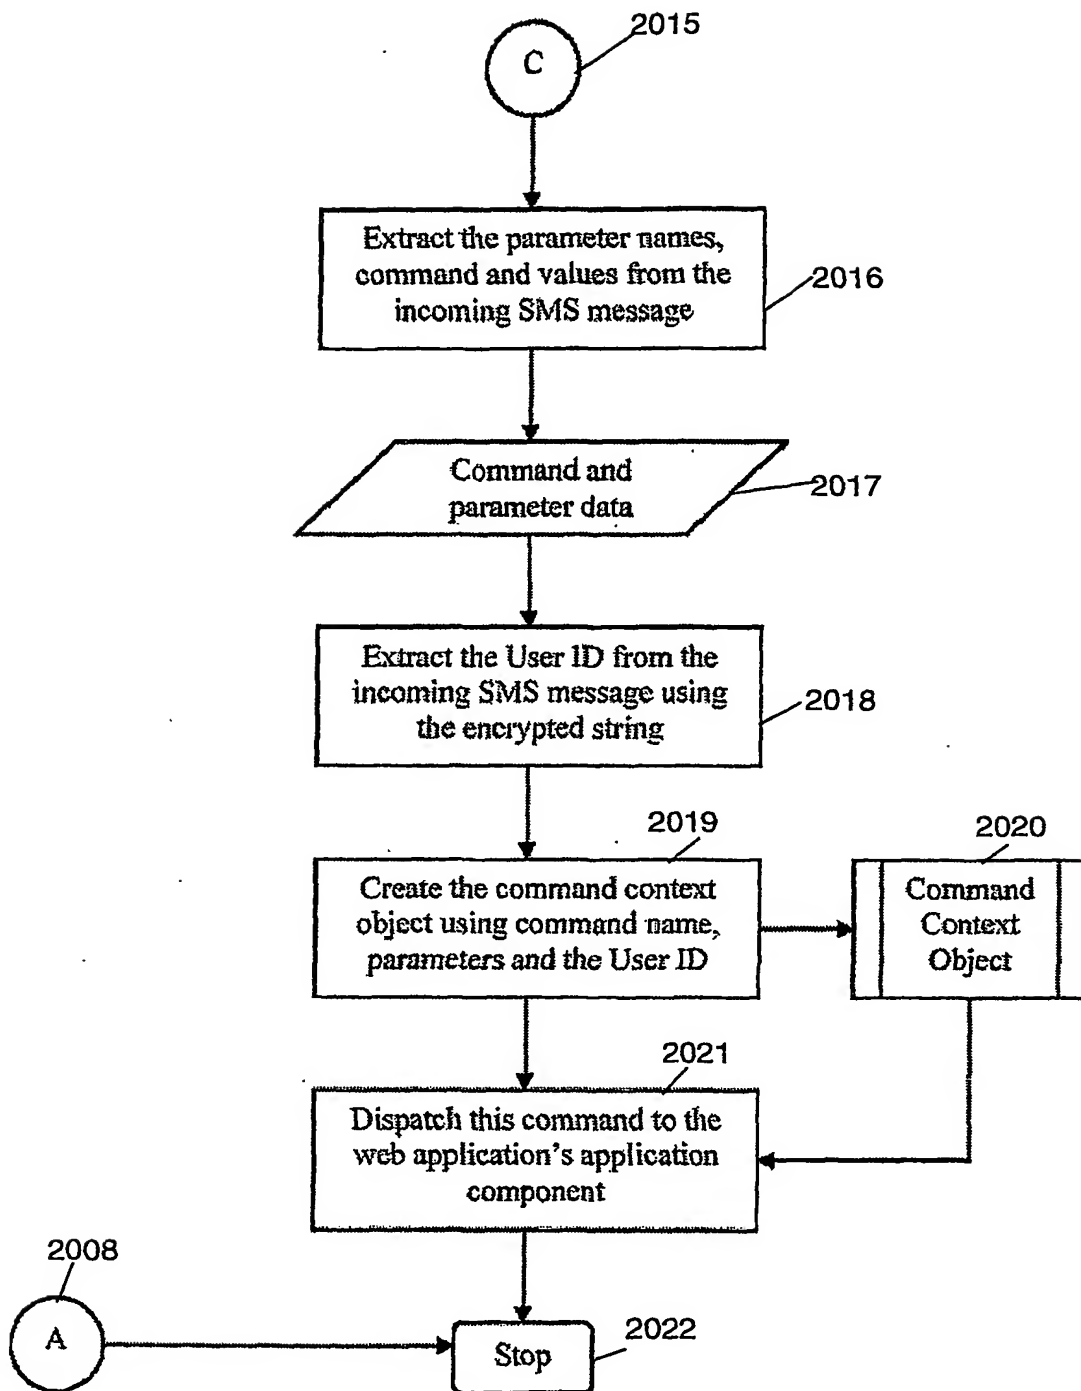 2015
C
Extract the parameter names,
command and values from the
incoming SMS message
2016
Command and
parameter data
2017
Extract the User ID from the
incoming SMS message using
the encrypted string
2018
2019
Create the command context
object using command name,
parameters and the User ID
2020
Command
Context
Object
2021
Dispatch this command to the
web application's application
component
2008
A
Stop
2022